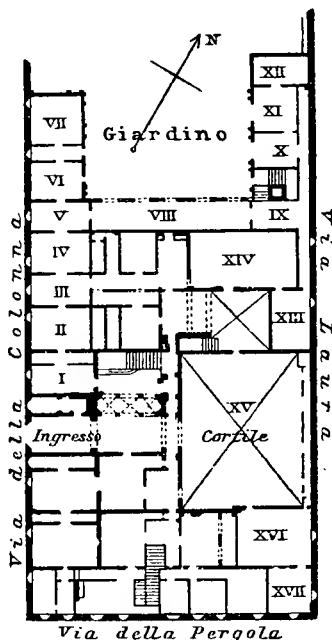 N
XII
VII
XI
Giardino
X
VI
V
VIII
IX
IV
XIV
III
XIII
II
I
XV
Ingresso
Cortile
XVI
XVII
Via della Colonna
Via Laura
Via della Pergola